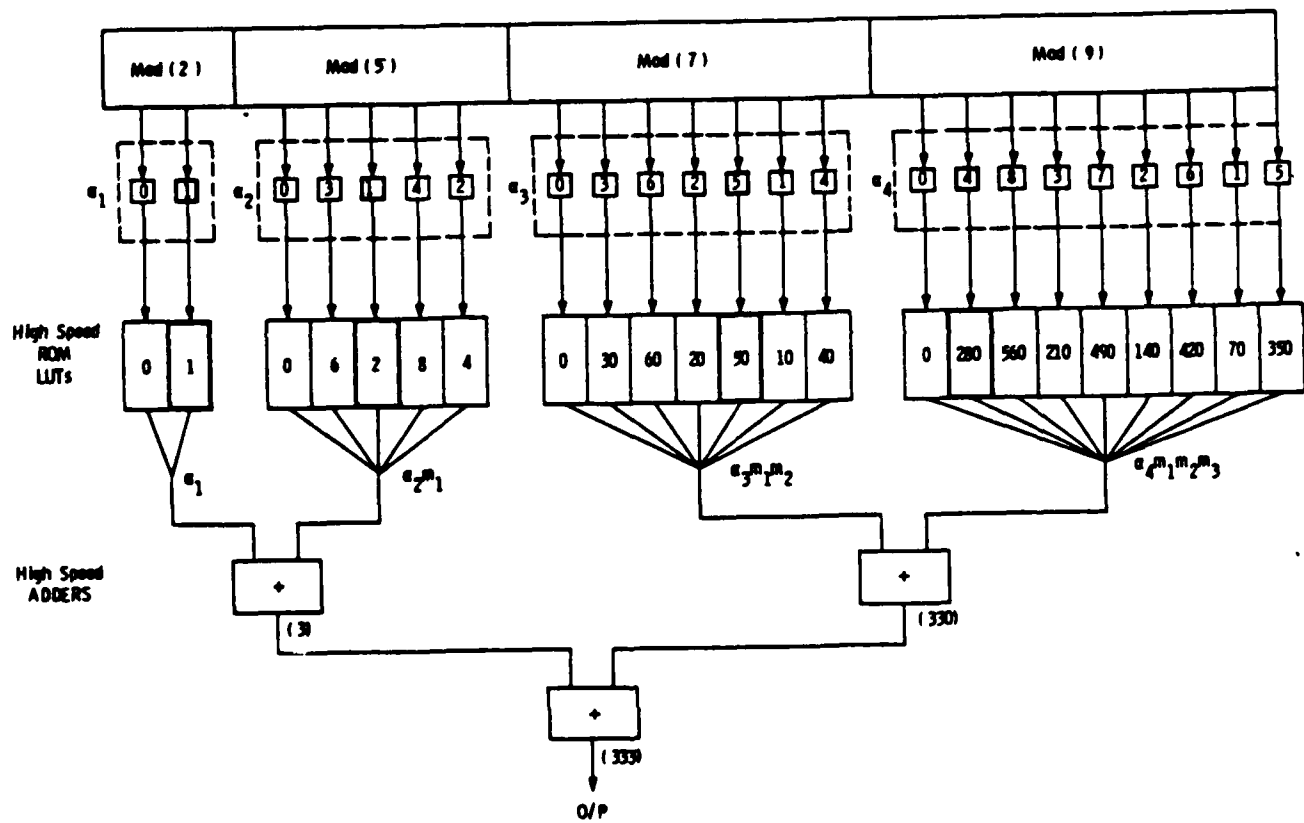 Mod(2) Mod(5) Mod(7) Mod(9)
α1 0 1 α2 0 3 1 4 2 α3 0 3 6 2 5 1 4 α4 0 4 8 3 7 2 6 1 5
High Speed
ROM
LUTs
0 1 0 6 2 8 4 0 30 60 20 50 10 40 0 280 560 210 490 140 420 70 350
α1 α2m1 α3m1m2 α4m1m2m3
High Speed
ADDERS
+ +
(3) (330)
+
(333)
O/P